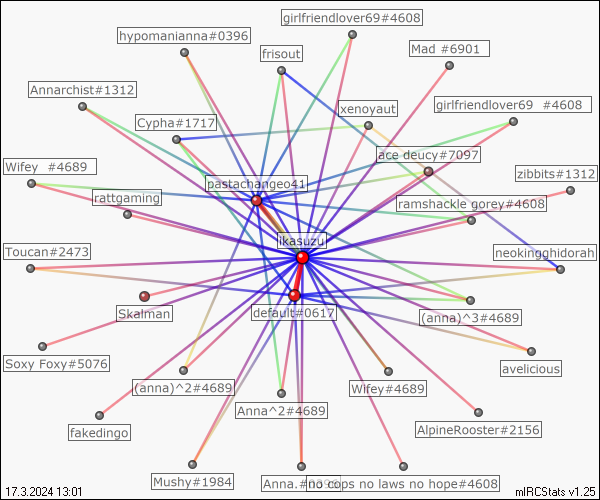 girlfriendlover69#4608
hypomanianna#0396
Mad #6901
frisout
Annarchist#1312
girlfriendlover69 #4608
xenoyaut
Cypha#1717
ace deucy#7097
Wifey #4689
zibbits#1312
pastachangeo41
rattgaming
ramshackle gorey#4608
ikasuzu
Toucan#2473
neokingghidorah
Skalman
default#0617
(anna)^3#4689
Soxy Foxy#5076
avelicious
(anna)^2#4689
Wifey#4689
Anna^2#4689
fakedingo
AlpineRooster#2156
Mushy#1984
Anna.
#no cops no laws no hope#4608
17.3.2024 13:01
mIRCStats v1.25